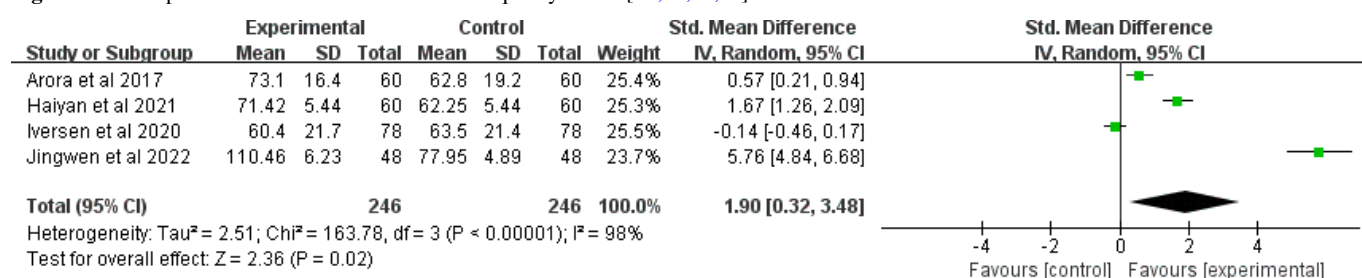 Experimental Control Std. Mean Difference Std. Mean Difference
Study or Subgroup Mean SD Total Mean SD Total Weight IV, Random, 95% CI IV, Random, 95% CI
Arora et al 2017 73.1 16.4 60 62.8 19.2 60 25.4% 0.57 [0.21, 0.94]
Haiyan et al 2021 71.42 5.44 60 62.25 5.44 60 25.3% 1.67 [1.26, 2.09]
Iversen et al 2020 60.4 21.7 78 63.5 21.4 78 25.5% -0.14 [-0.46, 0.17]
Jingwen et al 2022 110.46 6.23 48 77.95 4.89 48 23.7% 5.76 [4.84, 6.68]
Total (95% CI) 246 246 100.0% 1.90 [0.32, 3.48]
Heterogeneity: Tau² = 2.51; Chi² = 163.78, df = 3 (P < 0.00001); I² = 98%
Test for overall effect: Z = 2.36 (P = 0.02)
-4 -2 0 2 4
Favours [control] Favours [experimental]